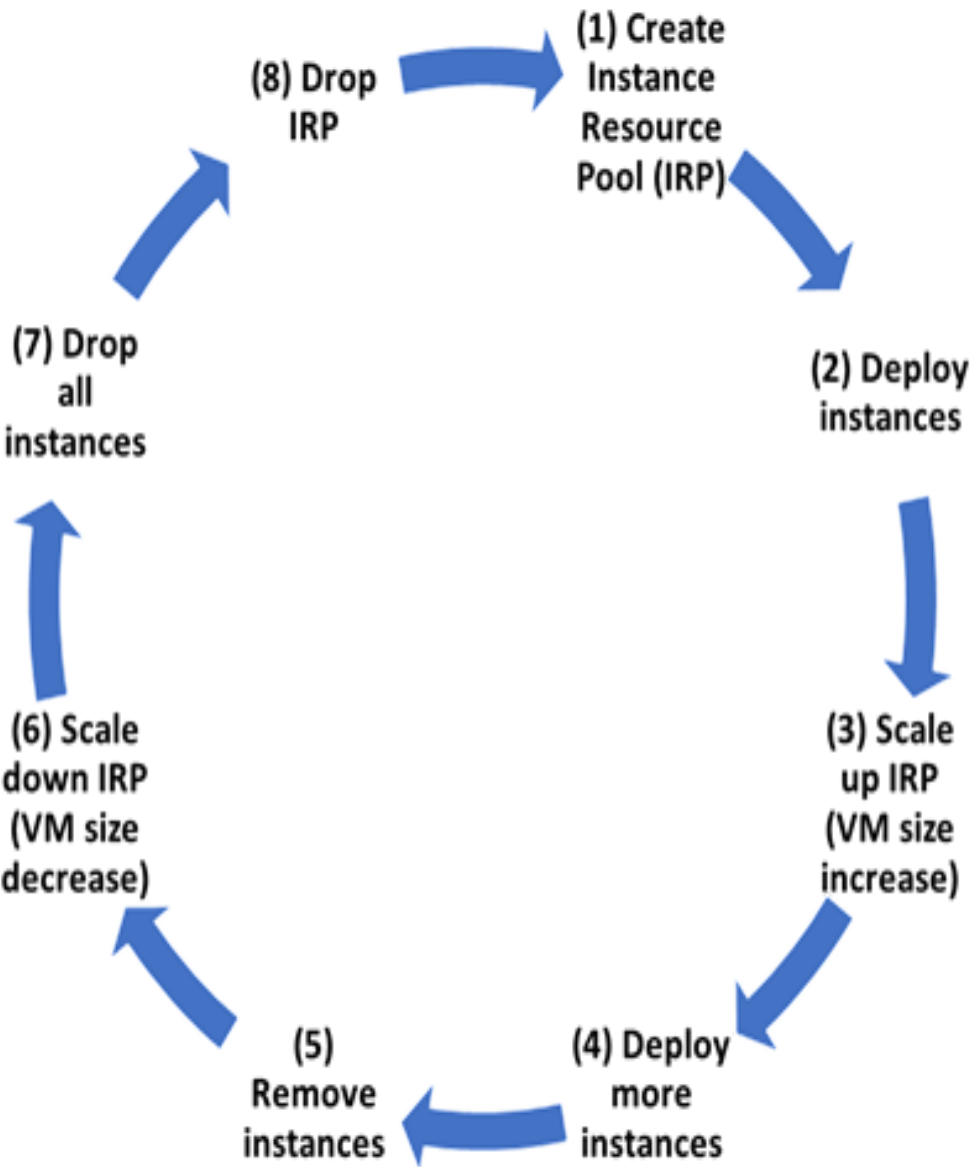 (1) Create
Instance
Resource
Pool (IRP)
(2) Deploy
instances
(3) Scale
up IRP
(VM size
increase)
(4) Deploy
more
instances
(5)
Remove
instances
(6) Scale
down IRP
(VM size
decrease)
(7) Drop
all
instances
(8) Drop
IRP